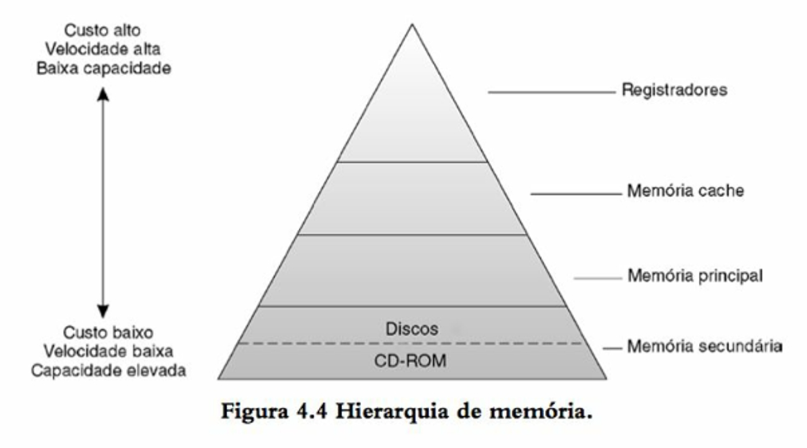 Custo alto
Velocidade alta
Baixa capacidade
Registradores
Memória cache
Memória principal
Discos
CD-ROM
Memória secundária
Custo baixo
Velocidade baixa
Capacidade elevada
Figura 4.4 Hierarquia de memória.